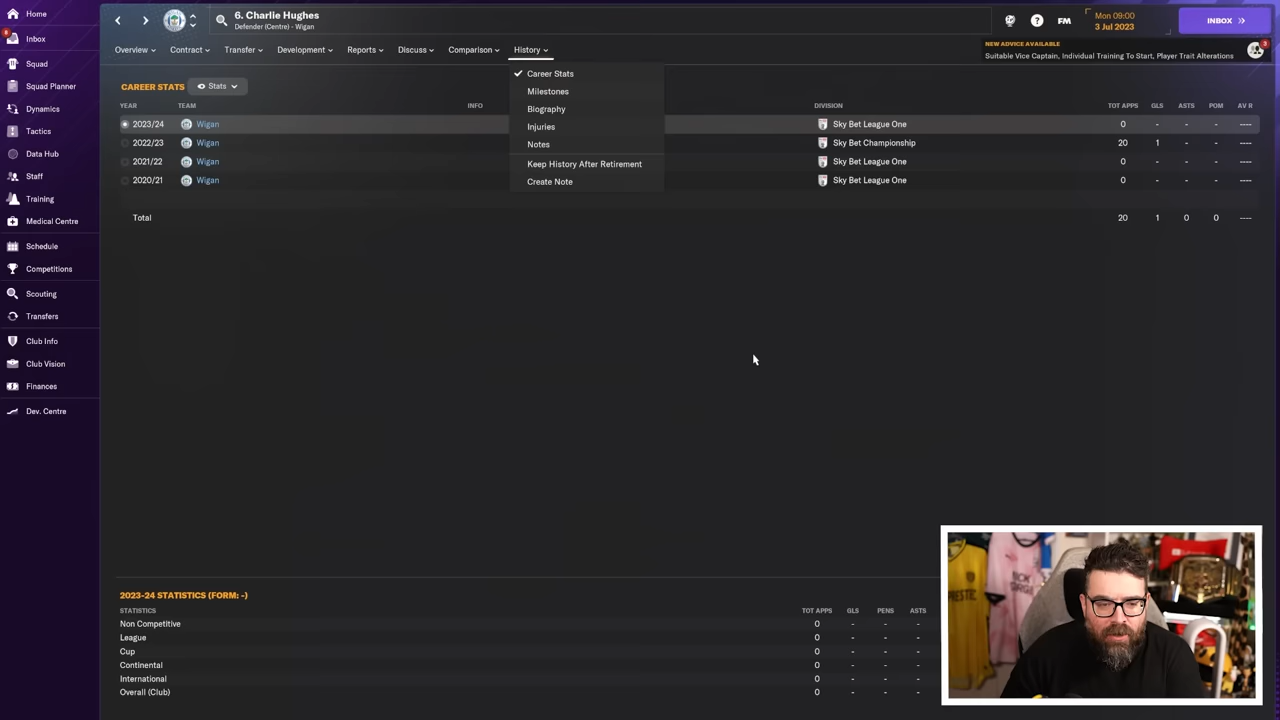 Home
Inbox
8
Squad
Squad Planner
Dynamics
Tactics
Data Hub
Staff
Training
Medical Centre
Schedule
Competitions
Scouting
Transfers
Club Info
Club Vision
Finances
Dev. Centre
6. Charlie Hughes
Defender (Centre) - Wigan
FM
Mon 09:00
3 Jul 2023
INBOX
Overview Contract Transfer Development Reports Discuss Comparison History
NEW ADVICE AVAILABLE
Suitable Vice Captain, Individual Training To Start, Player Trait Alterations
3
CAREER STATS Stats
Career Stats
Milestones
Biography
Injuries
Notes
Keep History After Retirement
Create Note
YEAR TEAM INFO DIVISION TOT APPS GLS ASTS POM AV R
2023/24 Wigan Sky Bet League One 0 - - - ----
2022/23 Wigan Sky Bet Championship 20 1 - - ----
2021/22 Wigan Sky Bet League One 0 - - - ----
2020/21 Wigan Sky Bet League One 0 - - - ----
Total 20 1 0 0 ----
2023-24 STATISTICS (FORM: -)
STATISTICS TOT APPS GLS PENS ASTS
Non Competitive 0 - - -
League 0 - - -
Cup 0 - - -
Continental 0 - - -
International 0 - - -
Overall (Club) 0 - - -